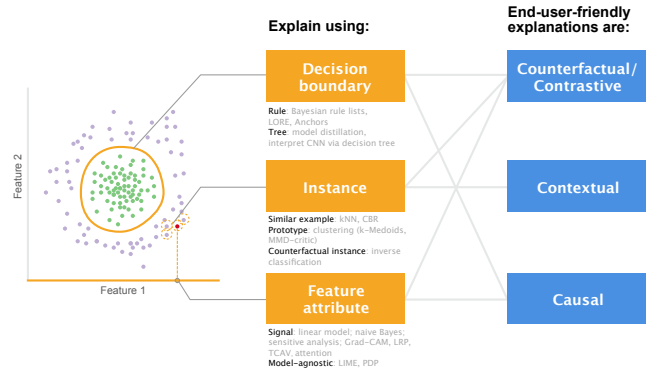 Explain using:
End-user-friendly
explanations are:
Decision
boundary
Counterfactual/
Contrastive
Rule: Bayesian rule lists,
LORE, Anchors
Tree: model distillation,
interpret CNN via decision tree
Feature 2
Instance
Contextual
Similar example: kNN, CBR
Prototype: clustering (k-Medoids,
MMD-critic)
Counterfactual instance: inverse
classification
Feature 1
Feature
attribute
Causal
Signal: linear model; naive Bayes;
sensitive analysis; Grad-CAM, LRP,
TCAV, attention
Model-agnostic: LIME, PDP